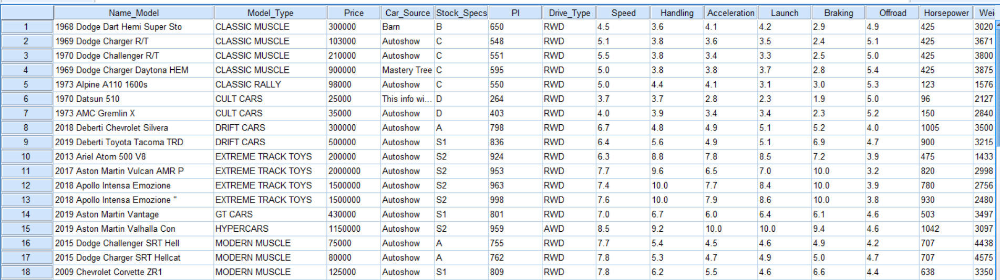 Name_Model Model_Type Price Car_Source Stock_Specs PI Drive_Type Speed Handling Acceleration Launch Braking Offroad Horsepower Wei
1 1968 Dodge Dart Hemi Super Sto CLASSIC MUSCLE 300000 Barn B 650 RWD 4.5 3.6 4.1 4.2 2.9 4.9 425 3020
2 1969 Dodge Charger R/T CLASSIC MUSCLE 103000 Autoshow C 548 RWD 5.1 3.8 3.6 3.5 2.4 5.1 425 3671
3 1970 Dodge Challenger R/T CLASSIC MUSCLE 210000 Autoshow C 551 RWD 5.5 3.8 3.4 3.3 2.5 5.0 425 3800
4 1969 Dodge Charger Daytona HEM CLASSIC MUSCLE 900000 Mastery Tree C 595 RWD 5.0 3.8 3.8 3.7 2.8 5.4 425 3875
5 1973 Alpine A110 1600s CLASSIC RALLY 98000 Autoshow C 550 RWD 5.0 4.4 4.1 3.1 3.0 5.3 123 1576
6 1970 Datsun 510 CULT CARS 25000 This info wi... D 264 RWD 3.7 3.7 2.8 2.3 1.9 5.0 96 2127
7 1973 AMC Gremlin X CULT CARS 35000 Autoshow D 403 RWD 4.0 3.9 3.4 3.4 2.3 5.2 150 2840
8 2018 Deberti Chevrolet Silvera DRIFT CARS 300000 Autoshow A 798 RWD 6.7 4.8 4.9 5.1 5.2 4.0 1005 3500
9 2019 Deberti Toyota Tacoma TRD DRIFT CARS 500000 Autoshow S1 836 RWD 6.4 5.6 4.9 5.1 6.9 4.7 900 3215
10 2013 Ariel Atom 500 V8 EXTREME TRACK TOYS 200000 Autoshow S2 924 RWD 6.3 8.8 7.8 8.5 7.2 3.9 475 1433
11 2017 Aston Martin Vulcan AMR P EXTREME TRACK TOYS 2000000 Autoshow S2 953 RWD 7.7 9.6 6.5 7.0 10.0 3.2 820 2998
12 2018 Apollo Intensa Emozione EXTREME TRACK TOYS 1500000 Autoshow S2 963 RWD 7.4 10.0 7.7 8.4 10.0 3.9 780 2756
13 2018 Apollo Intensa Emozione " EXTREME TRACK TOYS 1500000 Autoshow S2 998 RWD 7.6 10.0 7.9 8.6 10.0 3.8 930 2480
14 2019 Aston Martin Vantage GT CARS 430000 Autoshow S1 801 RWD 7.0 6.7 6.0 6.4 6.1 4.6 503 3497
15 2019 Aston Martin Valhalla Con HYPERCARS 1150000 Autoshow S2 959 AWD 8.5 9.2 10.0 10.0 9.4 4.6 1042 3097
16 2015 Dodge Challenger SRT Hell MODERN MUSCLE 75000 Autoshow A 755 RWD 7.7 5.4 4.5 4.6 4.9 4.2 707 4438
17 2015 Dodge Charger SRT Hellcat MODERN MUSCLE 80000 Autoshow A 762 RWD 7.8 5.3 4.7 4.9 5.0 4.7 707 4575
18 2009 Chevrolet Corvette ZR1 MODERN MUSCLE 125000 Autoshow S1 809 RWD 7.8 6.2 5.5 4.6 6.6 4.4 638 3350